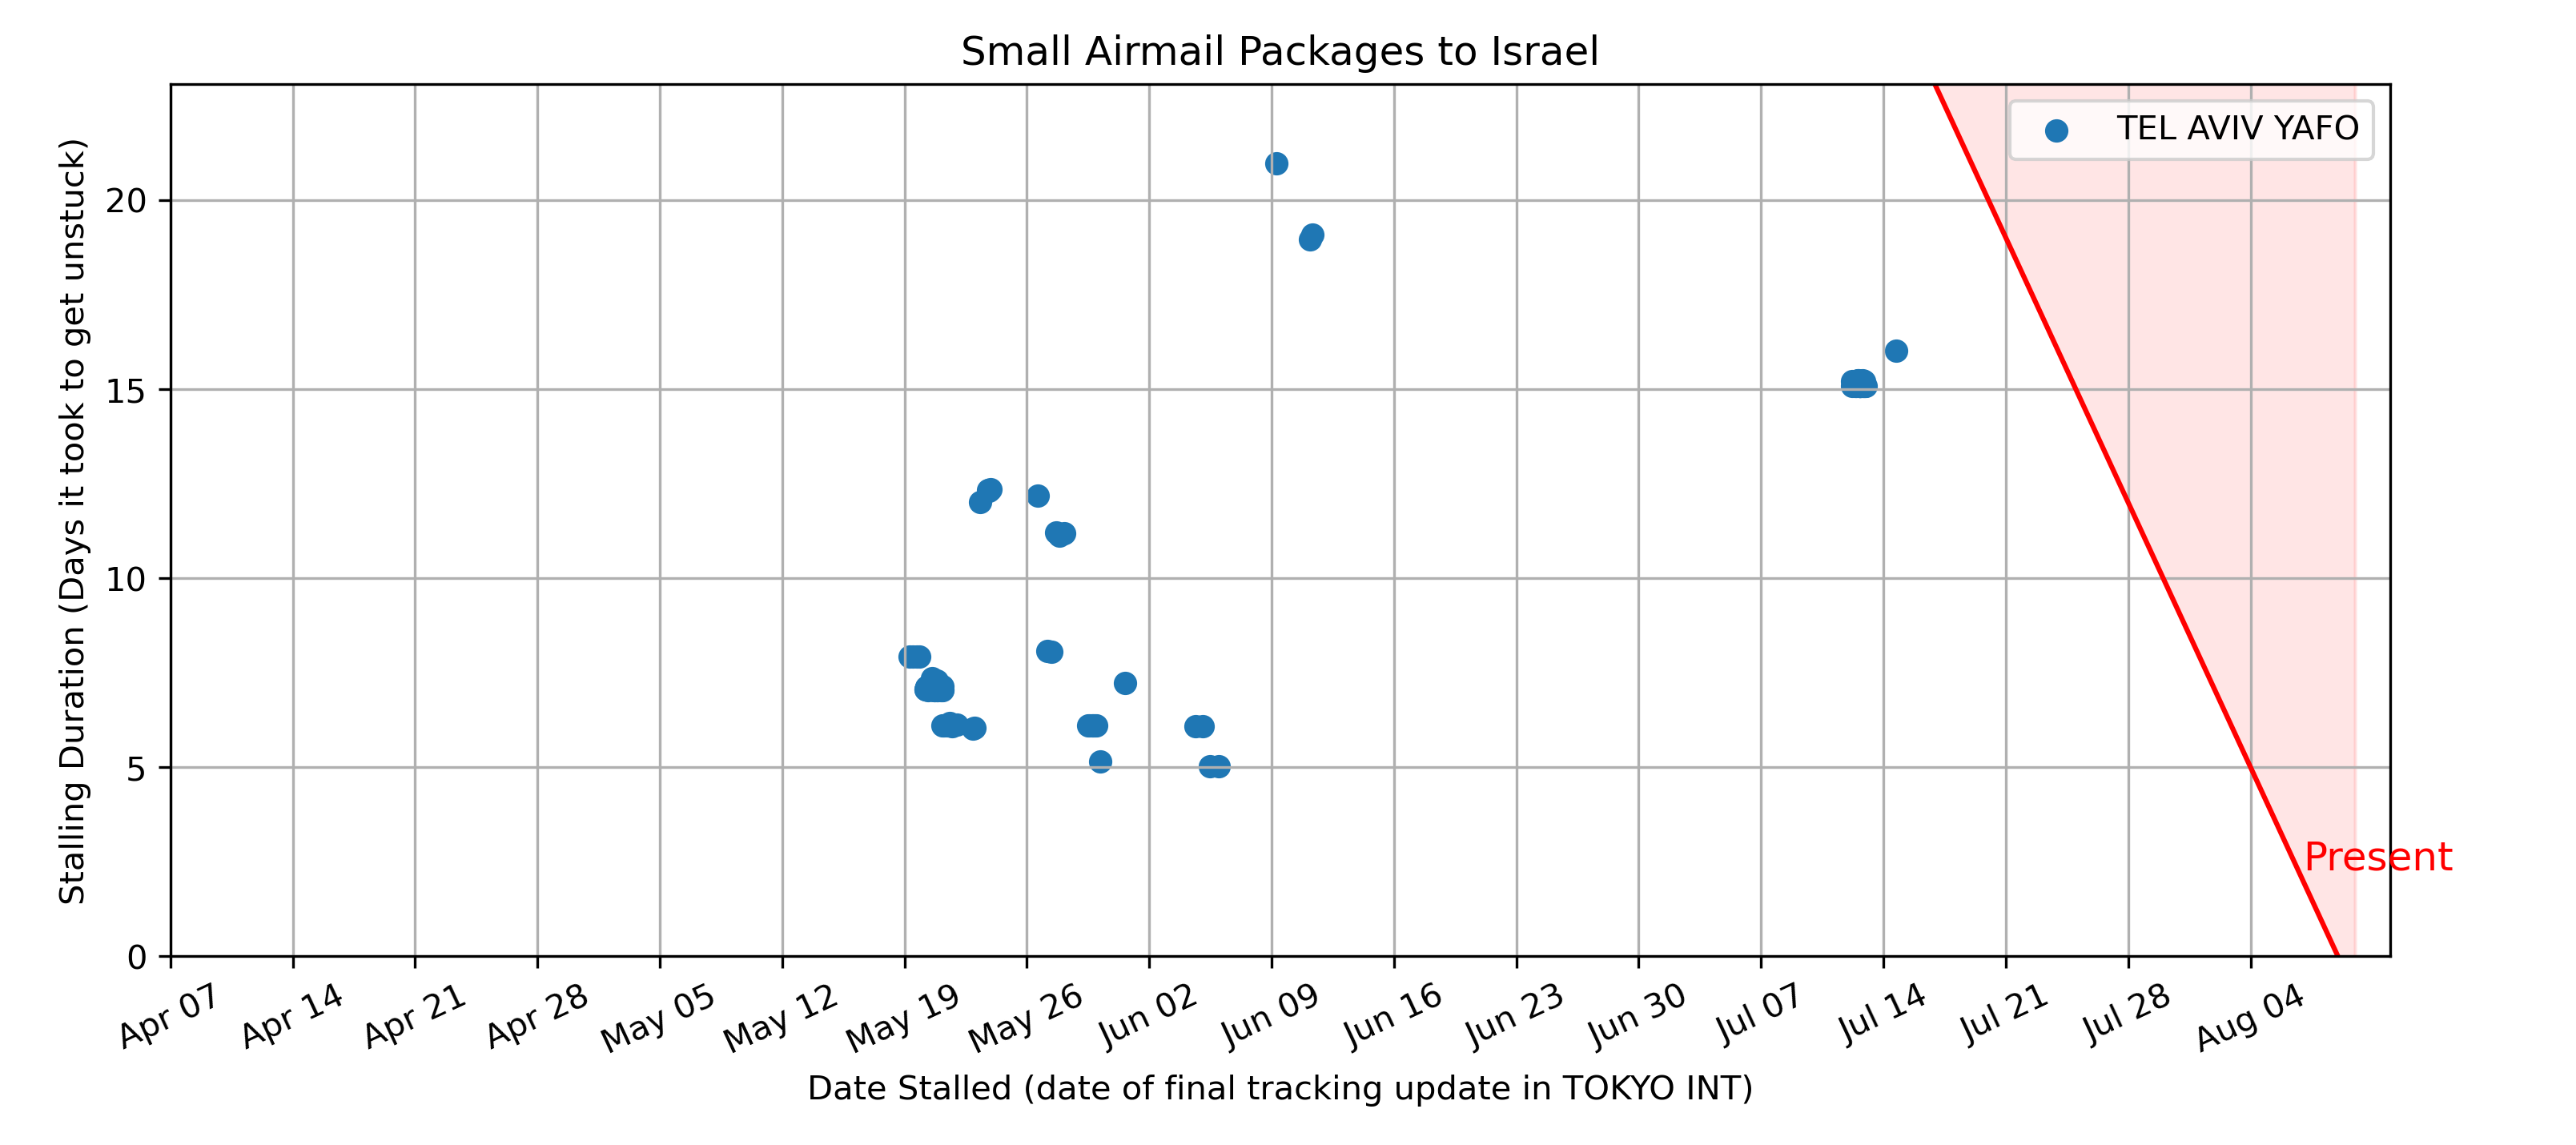 Small Airmail Packages to Israel
TEL AVIV YAFO
Stalling Duration (Days it took to get unstuck)
20
15
10
5
0
Present
Apr 07
Apr 14
Apr 21
Apr 28
May 05
May 12
May 19
May 26
Jun 02
Jun 09
Jun 16
Jun 23
Jun 30
Jul 07
Jul 14
Jul 21
Jul 28
Aug 04
Date Stalled (date of final tracking update in TOKYO INT)